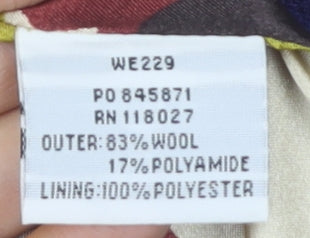 WE229
PO 845871
RN 118027
OUTER: 83% WOOL
17% POLYAMIDE
LINING: 100% POLYESTER